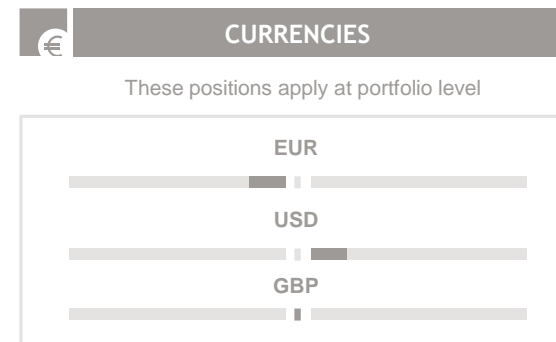 €
CURRENCIES
These positions apply at portfolio level
EUR
USD
GBP